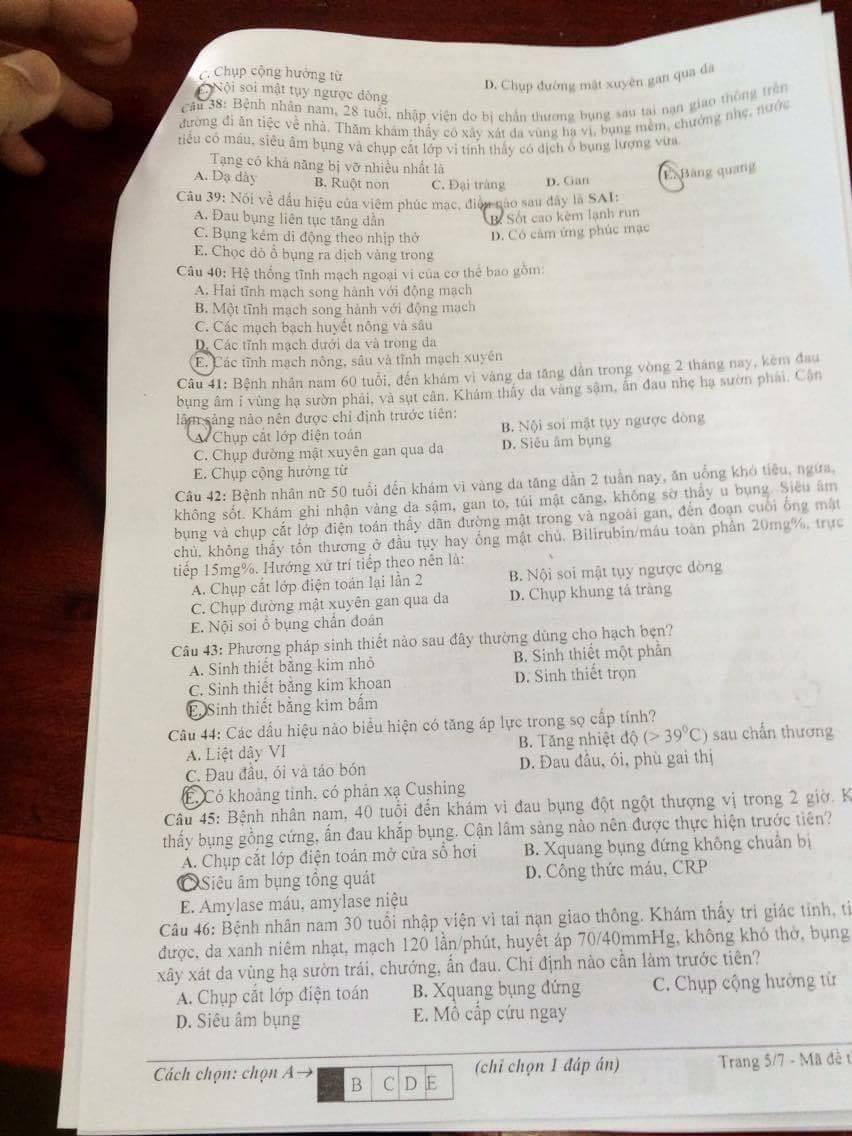 C. Chụp cộng hưởng từ
E. Nội soi mật tụy ngược dòng
D. Chụp đường mật xuyên gan qua da
Câu 38: Bệnh nhân nam, 28 tuổi, nhập viện do bị chấn thương bụng sau tai nạn giao thông trên
đường đi ăn tiệc về nhà. Thăm khám thấy có xây xát da vùng hạ vị, bụng mềm, chướng nhẹ, nước
tiểu có máu, siêu âm bụng và chụp cắt lớp vi tính thấy có dịch ổ bụng lượng vừa.
Tạng có khả năng bị vỡ nhiều nhất là
A. Dạ dày B. Ruột non C. Đại tràng D. Gan E. Bàng quang
Câu 39: Nói về dấu hiệu của viêm phúc mạc, điểm nào sau đây là SAI:
A. Đau bụng liên tục tăng dần B. Sốt cao kèm lạnh run
C. Bụng kém di động theo nhịp thở D. Có cảm ứng phúc mạc
E. Chọc dò ổ bụng ra dịch vàng trong
Câu 40: Hệ thống tĩnh mạch ngoại vi của cơ thể bao gồm:
A. Hai tĩnh mạch song hành với động mạch
B. Một tĩnh mạch song hành với động mạch
C. Các mạch bạch huyết nông và sâu
D. Các tĩnh mạch dưới da và trong da
E. Các tĩnh mạch nông, sâu và tĩnh mạch xuyên
Câu 41: Bệnh nhân nam 60 tuổi, đến khám vì vàng da tăng dần trong vòng 2 tháng nay, kèm đau
bụng âm ỉ vùng hạ sườn phải, và sụt cân. Khám thấy da vàng sậm, ấn đau nhẹ hạ sườn phải. Cận
lâm sàng nào nên được chỉ định trước tiên:
A. Chụp cắt lớp điện toán B. Nội soi mật tụy ngược dòng
C. Chụp đường mật xuyên gan qua da D. Siêu âm bụng
E. Chụp cộng hưởng từ
Câu 42: Bệnh nhân nữ 50 tuổi đến khám vì vàng da tăng dần 2 tuần nay, ăn uống khó tiêu, ngứa,
không sốt. Khám ghi nhận vàng da sậm, gan to, túi mật căng, không sờ thấy u bụng. Siêu âm
bụng và chụp cắt lớp điện toán thấy dãn đường mật trong và ngoài gan, đến đoạn cuối ống mật
chủ, không thấy tổn thương ở đầu tụy hay ống mật chủ. Bilirubin/máu toàn phần 20mg%, trực
tiếp 15mg%. Hướng xử trí tiếp theo nên là:
A. Chụp cắt lớp điện toán lại lần 2 B. Nội soi mật tụy ngược dòng
C. Chụp đường mật xuyên gan qua da D. Chụp khung tá tràng
E. Nội soi ổ bụng chẩn đoán
Câu 43: Phương pháp sinh thiết nào sau đây thường dùng cho hạch bẹn?
A. Sinh thiết bằng kim nhỏ B. Sinh thiết một phần
C. Sinh thiết bằng kim khoan D. Sinh thiết trọn
E. Sinh thiết bằng kìm bấm
Câu 44: Các dấu hiệu nào biểu hiện có tăng áp lực trong sọ cấp tính?
A. Liệt dây VI B. Tăng nhiệt độ (> 39⁰C) sau chấn thương
C. Đau đầu, ói và táo bón D. Đau đầu, ói, phù gai thị
E. Có khoảng tỉnh, có phản xạ Cushing
Câu 45: Bệnh nhân nam, 40 tuổi đến khám vì đau bụng đột ngột thượng vị trong 2 giờ. K
thấy bụng gồng cứng, ấn đau khắp bụng. Cận lâm sàng nào nên được thực hiện trước tiên?
A. Chụp cắt lớp điện toán mở cửa sổ hơi B. Xquang bụng đứng không chuẩn bị
C. Siêu âm bụng tổng quát D. Công thức máu, CRP
E. Amylase máu, amylase niệu
Câu 46: Bệnh nhân nam 30 tuổi nhập viện vì tai nạn giao thông. Khám thấy tri giác tỉnh, ti
được, da xanh niêm nhạt, mạch 120 lần/phút, huyết áp 70/40mmHg, không khó thở, bụng
xây xát da vùng hạ sườn trái, chướng, ấn đau. Chỉ định nào cần làm trước tiên?
A. Chụp cắt lớp điện toán B. Xquang bụng đứng C. Chụp cộng hưởng từ
D. Siêu âm bụng E. Mổ cấp cứu ngay
Cách chọn: chọn A→ B C D E (chỉ chọn 1 đáp án) Trang 5/7 - Mã đề t